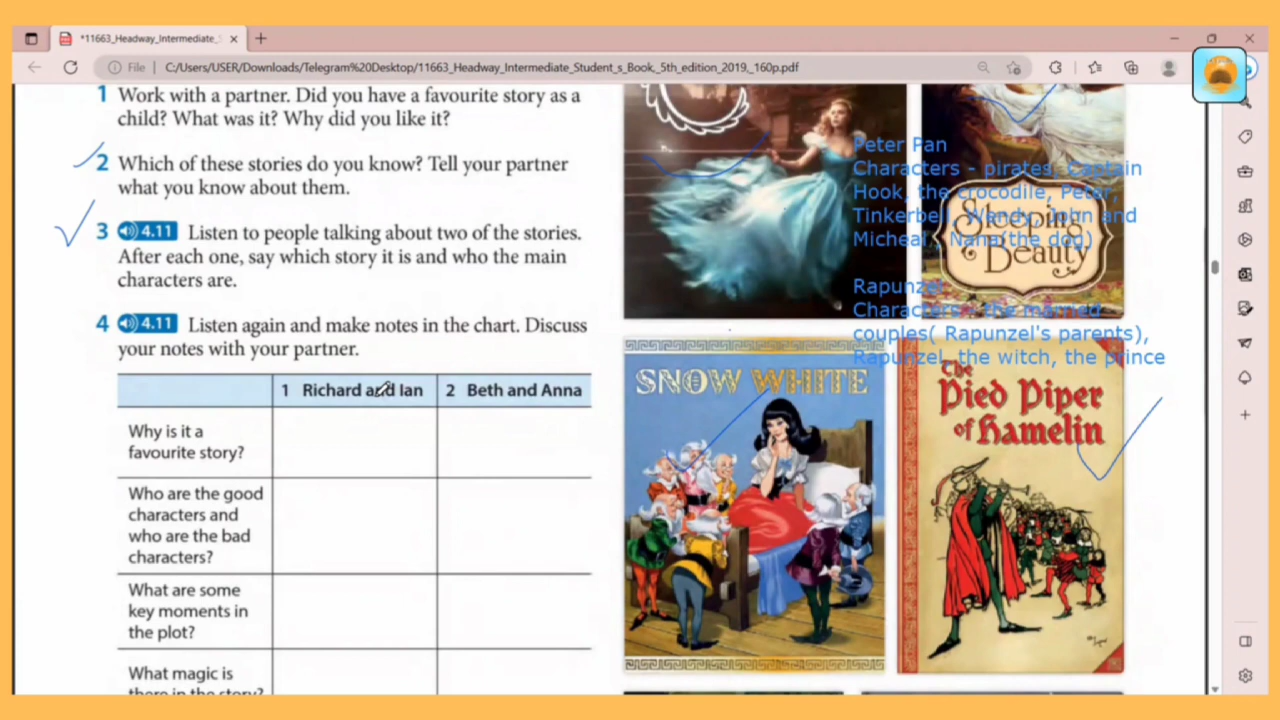 *11663_Headway_Intermediate_
File
C:/Users/USER/Downloads/Telegram%20Desktop/11663_Headway_Intermediate_Student_s_Book,_5th_edition_2019,_160p.pdf
1 Work with a partner. Did you have a favourite story as a
child? What was it? Why did you like it?
2 Which of these stories do you know? Tell your partner
what you know about them.
3 4.11 Listen to people talking about two of the stories.
After each one, say which story it is and who the main
characters are.
4 4.11 Listen again and make notes in the chart. Discuss
your notes with your partner.
1 Richard and Ian
2 Beth and Anna
Why is it a
favourite story?
Who are the good
characters and
who are the bad
characters?
What are some
key moments in
the plot?
What magic is
there in the story?
Peter Pan
Characters - pirates, Captain
Hook, the crocodile, Peter,
Tinkerbell, Wendy, John and
Micheal, Nana(the dog)
Rapunzel
Characters - the married
couples( Rapunzel's parents),
Rapunzel, the witch, the prince
Sleeping
Beauty
SNOW WHITE
The
Pied Piper
of Hamelin